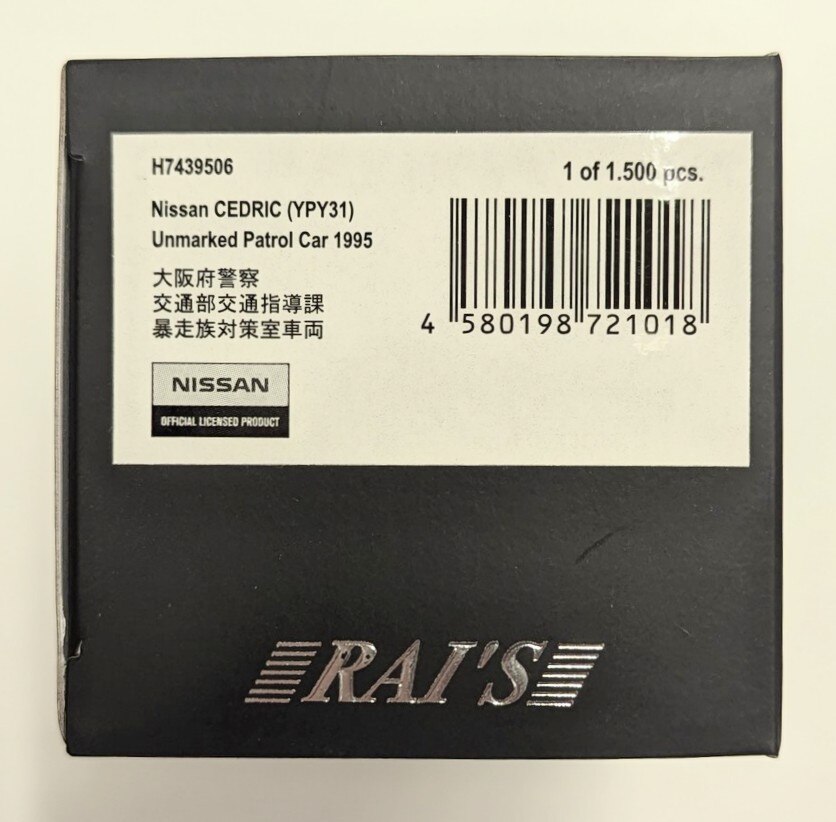 H7439506
1 of 1.500 pcs.
Nissan CEDRIC (YPY31)
Unmarked Patrol Car 1995
大阪府警察
交通部交通指導課
暴走族対策室車両
4 580198 721018
NISSAN
OFFICIAL LICENSED PRODUCT
RAI'S